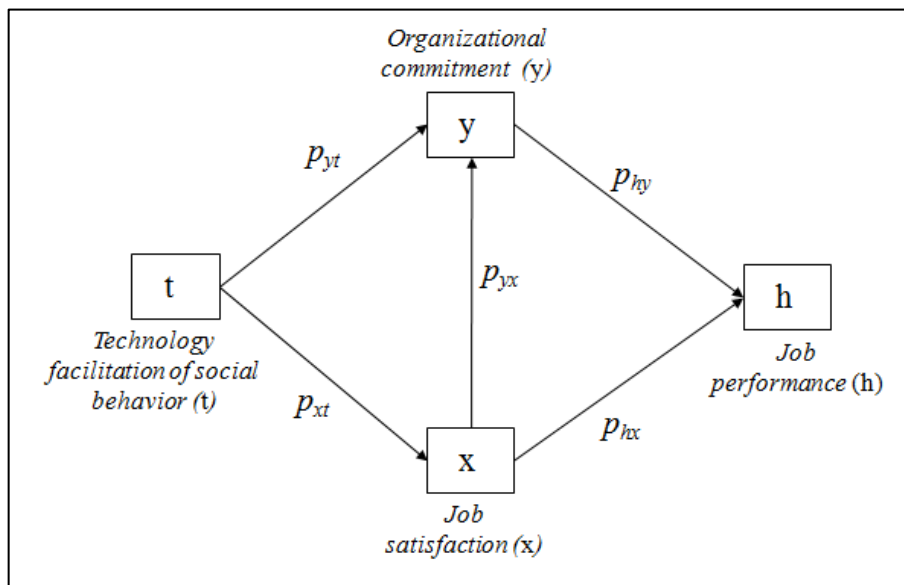 Organizational
commitment (y)
y
p_yt
p_hy
t
p_yx
h
Technology
facilitation of social
behavior (t)
Job
performance (h)
p_xt
p_hx
x
Job
satisfaction (x)